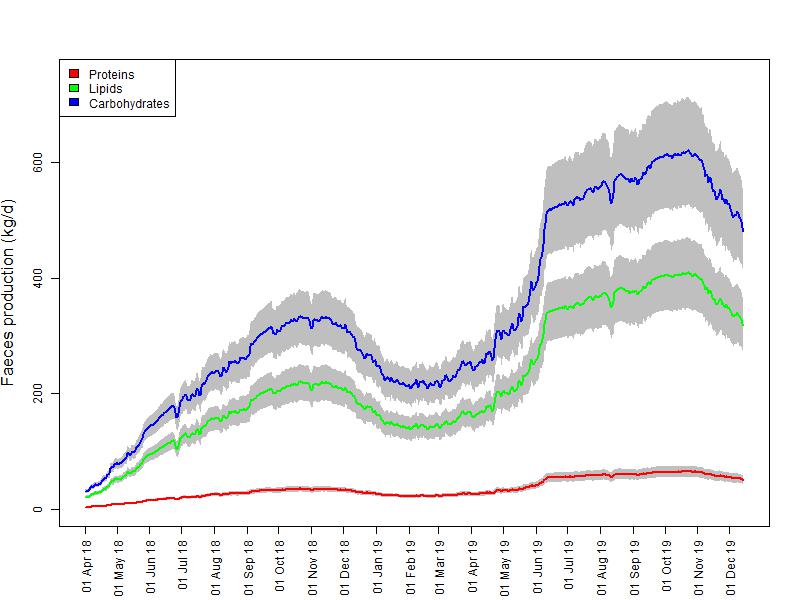 Proteins
Lipids
Carbohydrates
Faeces production (kg/d)
600
400
200
0
01 Apr 18
01 May 18
01 Jun 18
01 Jul 18
01 Aug 18
01 Sep 18
01 Oct 18
01 Nov 18
01 Dec 18
01 Jan 19
01 Feb 19
01 Mar 19
01 Apr 19
01 May 19
01 Jun 19
01 Jul 19
01 Aug 19
01 Sep 19
01 Oct 19
01 Nov 19
01 Dec 19